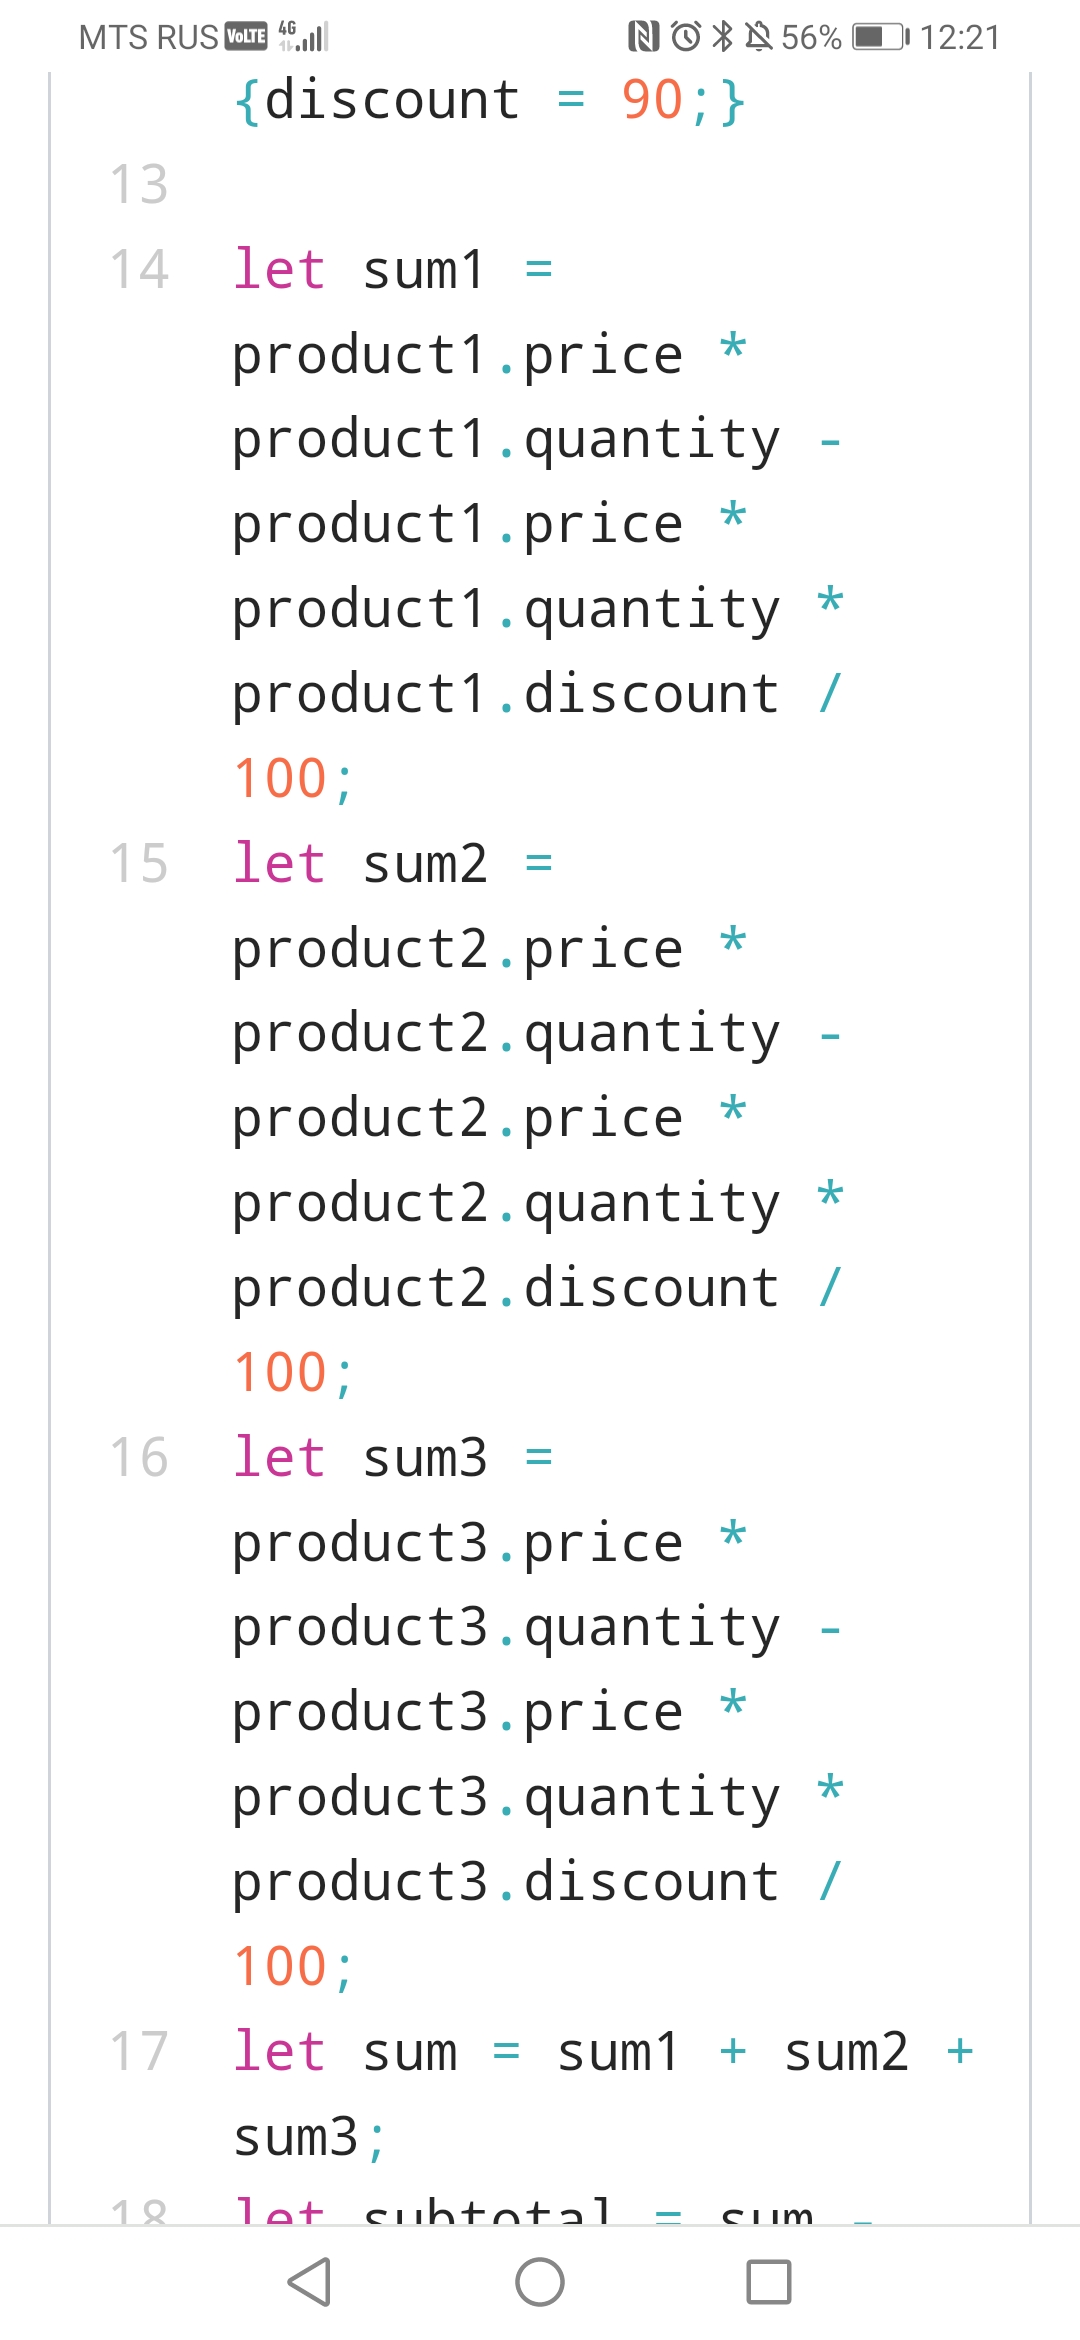 MTS RUS VoLTE 4G 56% 12:21
{discount = 90;}
13
14 let sum1 =
product1.price *
product1.quantity -
product1.price *
product1.quantity *
product1.discount /
100;
15 let sum2 =
product2.price *
product2.quantity -
product2.price *
product2.quantity *
product2.discount /
100;
16 let sum3 =
product3.price *
product3.quantity -
product3.price *
product3.quantity *
product3.discount /
100;
17 let sum = sum1 + sum2 +
sum3;
18 let subtotal = sum -